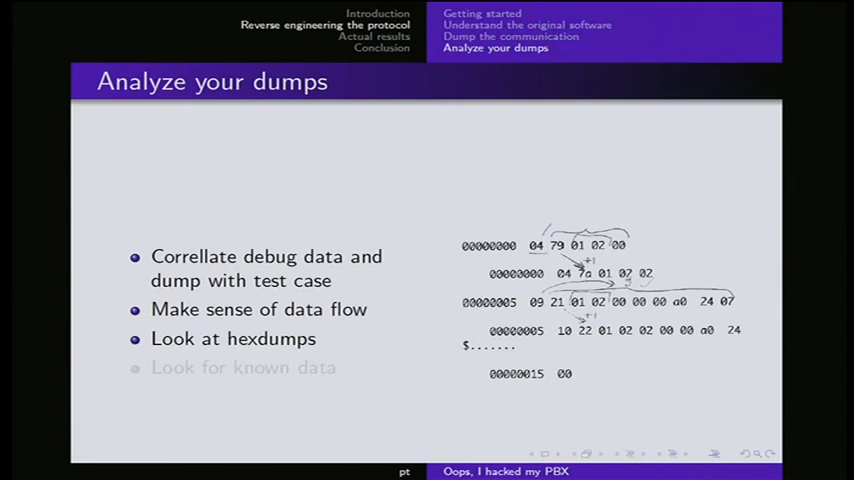 Introduction
Reverse engineering the protocol
Actual results
Conclusion
Getting started
Understand the original software
Dump the communication
Analyze your dumps
Analyze your dumps
Correllate debug data and
dump with test case
Make sense of data flow
Look at hexdumps
Look for known data
00000000 04 79 01 02 00
+1
00000000 04 7a 01 02 02
00000005 09 21 01 02 00 00 00 a0 24 07
+1
00000005 10 22 01 02 02 00 00 a0 24
$.......
00000015 00
pt
Oops, I hacked my PBX